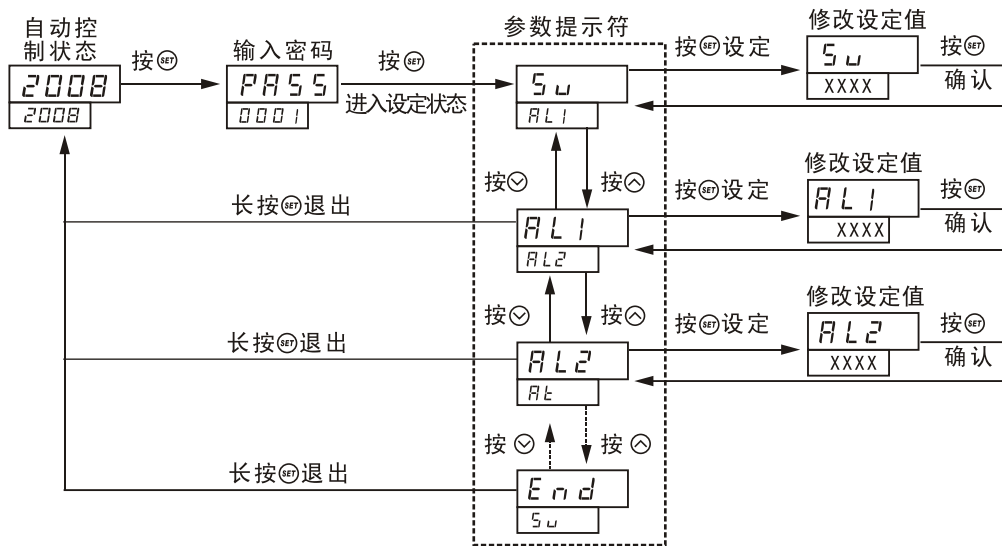 自动控
制状态
2008
2008
按SET
输入密码
PASS
0001
按SET
进入设定状态
参数提示符
Su
AL1
按SET设定
修改设定值
Su
XXXX
按SET
确认
按
按
长按SET退出
AL1
AL2
按SET设定
修改设定值
AL1
XXXX
按SET
确认
按
按
长按SET退出
AL2
At
按SET设定
修改设定值
AL2
XXXX
按SET
确认
按
按
长按SET退出
End
Su